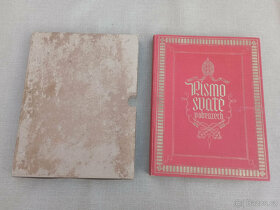 Písmo
svaté
v obrazech